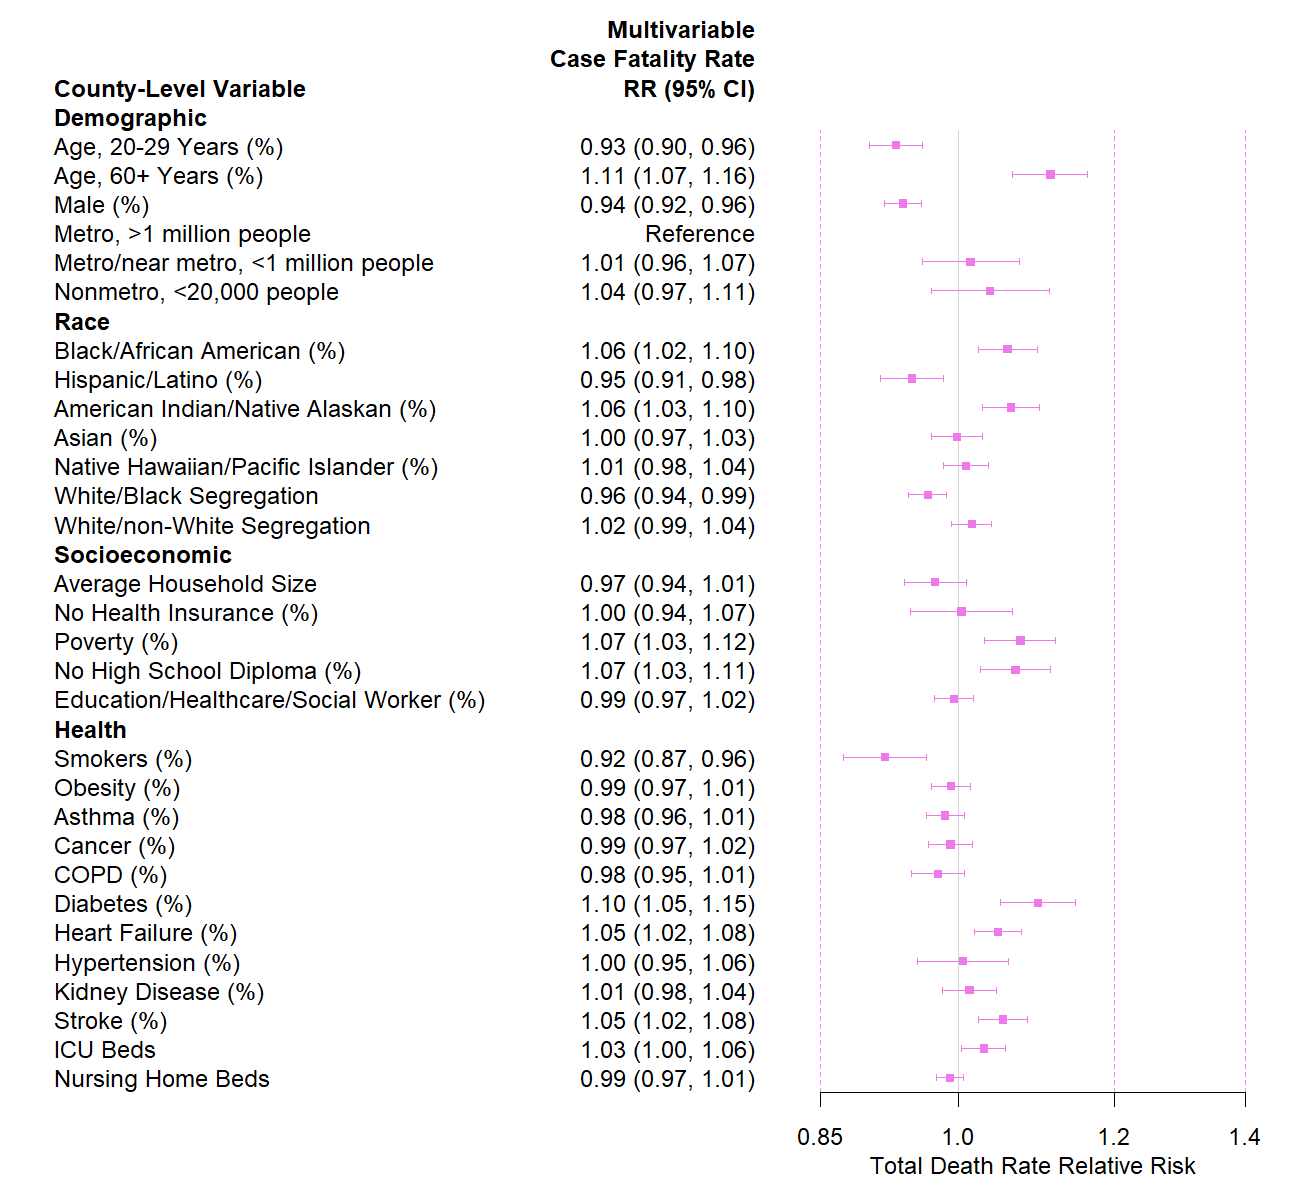 Multivariable
Case Fatality Rate
County-Level Variable RR (95% CI)
Demographic
Age, 20-29 Years (%) 0.93 (0.90, 0.96)
Age, 60+ Years (%) 1.11 (1.07, 1.16)
Male (%) 0.94 (0.92, 0.96)
Metro, >1 million people Reference
Metro/near metro, <1 million people 1.01 (0.96, 1.07)
Nonmetro, <20,000 people 1.04 (0.97, 1.11)
Race
Black/African American (%) 1.06 (1.02, 1.10)
Hispanic/Latino (%) 0.95 (0.91, 0.98)
American Indian/Native Alaskan (%) 1.06 (1.03, 1.10)
Asian (%) 1.00 (0.97, 1.03)
Native Hawaiian/Pacific Islander (%) 1.01 (0.98, 1.04)
White/Black Segregation 0.96 (0.94, 0.99)
White/non-White Segregation 1.02 (0.99, 1.04)
Socioeconomic
Average Household Size 0.97 (0.94, 1.01)
No Health Insurance (%) 1.00 (0.94, 1.07)
Poverty (%) 1.07 (1.03, 1.12)
No High School Diploma (%) 1.07 (1.03, 1.11)
Education/Healthcare/Social Worker (%) 0.99 (0.97, 1.02)
Health
Smokers (%) 0.92 (0.87, 0.96)
Obesity (%) 0.99 (0.97, 1.01)
Asthma (%) 0.98 (0.96, 1.01)
Cancer (%) 0.99 (0.97, 1.02)
COPD (%) 0.98 (0.95, 1.01)
Diabetes (%) 1.10 (1.05, 1.15)
Heart Failure (%) 1.05 (1.02, 1.08)
Hypertension (%) 1.00 (0.95, 1.06)
Kidney Disease (%) 1.01 (0.98, 1.04)
Stroke (%) 1.05 (1.02, 1.08)
ICU Beds 1.03 (1.00, 1.06)
Nursing Home Beds 0.99 (0.97, 1.01)
0.85 1.0 1.2 1.4
Total Death Rate Relative Risk